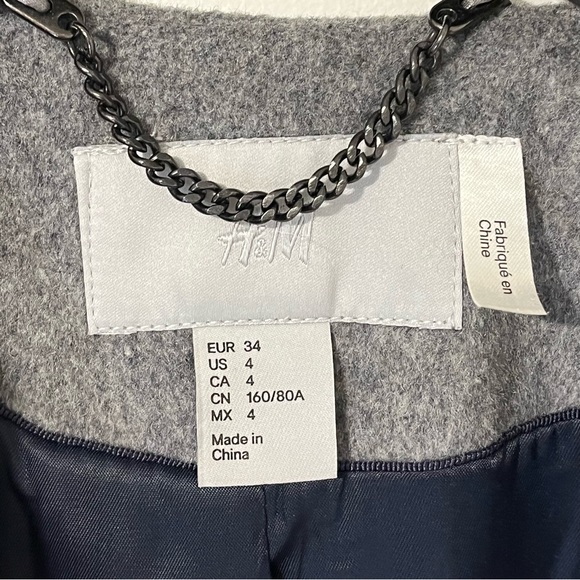 H&M
Fabriqué en
Chine
EUR 34
US 4
CA 4
CN 160/80A
MX 4
Made in
China